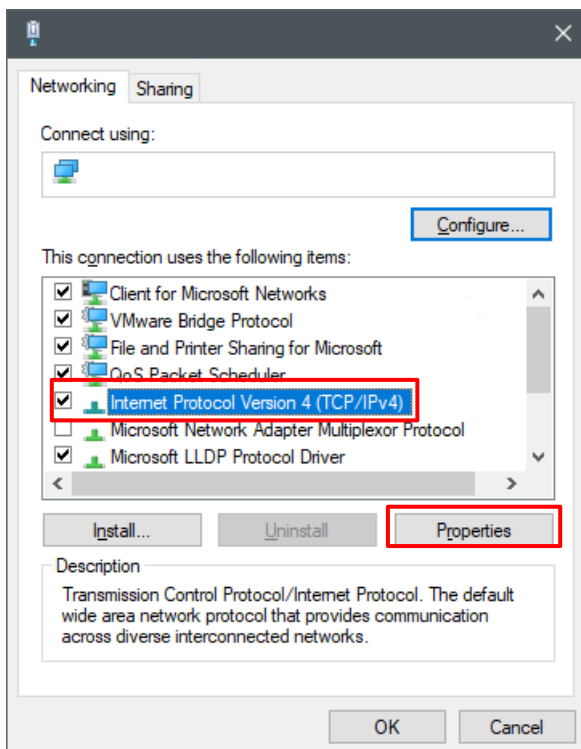 Networking
Sharing
Connect using:
Configure...
This connection uses the following items:
Client for Microsoft Networks
VMware Bridge Protocol
File and Printer Sharing for Microsoft
QoS Packet Scheduler
Internet Protocol Version 4 (TCP/IPv4)
Microsoft Network Adapter Multiplexor Protocol
Microsoft LLDP Protocol Driver
Install...
Uninstall
Properties
Description
Transmission Control Protocol/Internet Protocol. The default
wide area network protocol that provides communication
across diverse interconnected networks.
OK
Cancel